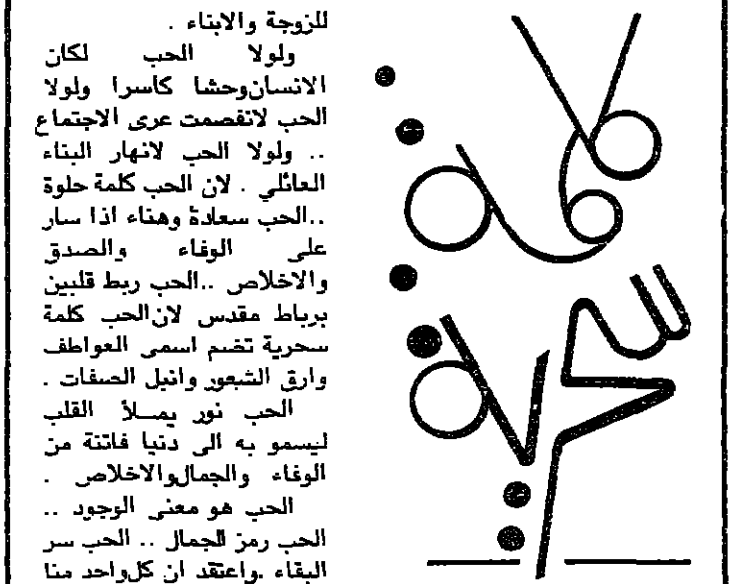 للزوجة والابناء .
ولولا الحب لكان
الانسان‌وحشا كاسرا ولولا
الحب لانفصمت عرى الاجتماع
.. ولولا الحب لانهار البناء
العائلي . لان الحب كلمة حلوة
..الحب سعادة وهناء اذا سار
على الوفاء والصدق
والاخلاص ..الحب ربط قلبين
برباط مقدس لان‌الحب كلمة
سحرية تضم اسمى العواطف
وارق الشعور وانبل الصفات .
الحب نور يمــلأ القلب
ليسمو به الى دنيا فاتنة من
الوفاء والجمال‌والاخلاص .
الحب هو معنى الوجود ..
الحب رمز الجمال .. الحب سر
البقاء .واعتقد ان كل‌واحد منا